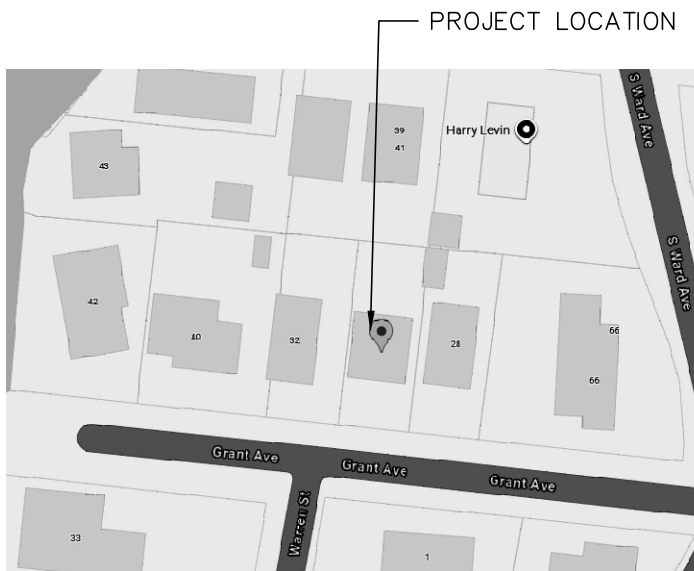 PROJECT LOCATION
S Ward Ave
39
41
Harry Levin
43
S Ward Ave
42
40
32
28
66
66
Grant Ave
Grant Ave
Grant Ave
Warren St
33
1